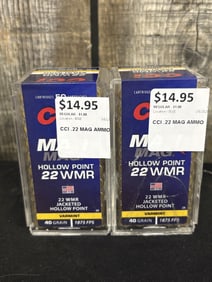 CARTRIDGES 50
$14.95
CCI .22 MAG AMMO
MAG
HOLLOW POINT
22 WMR
22 WMR
JACKETED
HOLLOW POINT
VARMINT
40 GRAIN 1875 FPS
$14.95
CCI .22 MAG AMMO
MAG
HOLLOW POINT
22 WMR
22 WMR
JACKETED
HOLLOW POINT
VARMINT
40 GRAIN 1875 FPS